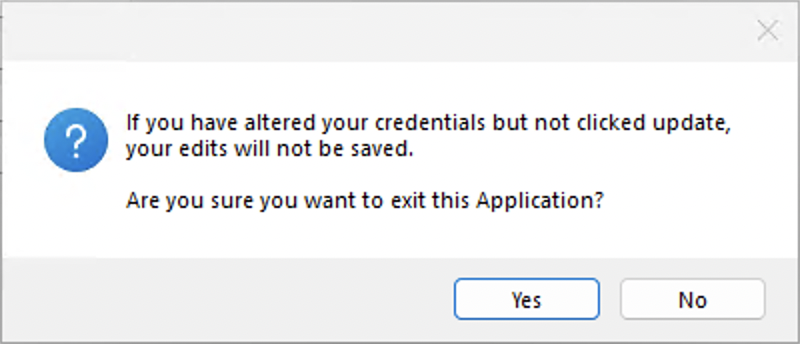 If you have altered your credentials but not clicked update,
your edits will not be saved.
Are you sure you want to exit this Application?
Yes
No